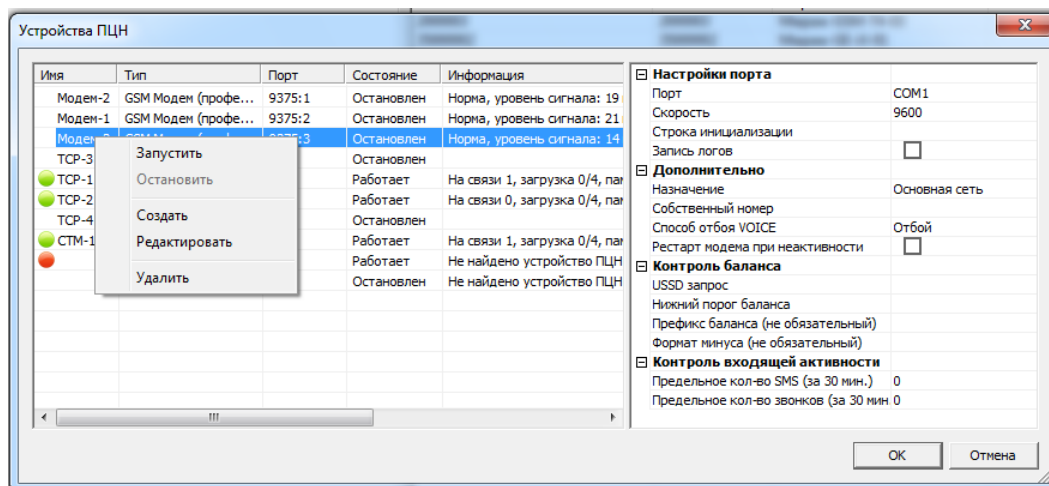 Устройства ПЦН
Имя Тип Порт Состояние Информация
Модем-2 GSM Модем (профе... 9375:1 Остановлен Норма, уровень сигнала: 19
Модем-1 GSM Модем (профе... 9375:2 Остановлен Норма, уровень сигнала: 21
:3 Остановлен Норма, уровень сигнала: 14
TCP-3 Остановлен
TCP-1 Работает На связи 1, загрузка 0/4, пам
TCP-2 Работает На связи 0, загрузка 0/4, пам
TCP-4 Остановлен
СТМ-1 Работает На связи 1, загрузка 0/4, пам
Работает Не найдено устройство ПЦН
Остановлен Не найдено устройство ПЦН
Запустить
Остановить
Создать
Редактировать
Удалить
Настройки порта
Порт COM1
Скорость 9600
Строка инициализации
Запись логов
Дополнительно
Назначение Основная сеть
Собственный номер
Способ отбоя VOICE Отбой
Рестарт модема при неактивности
Контроль баланса
USSD запрос
Нижний порог баланса
Префикс баланса (не обязательный)
Формат минуса (не обязательный)
Контроль входящей активности
Предельное кол-во SMS (за 30 мин.) 0
Предельное кол-во звонков (за 30 мин 0
OK Отмена